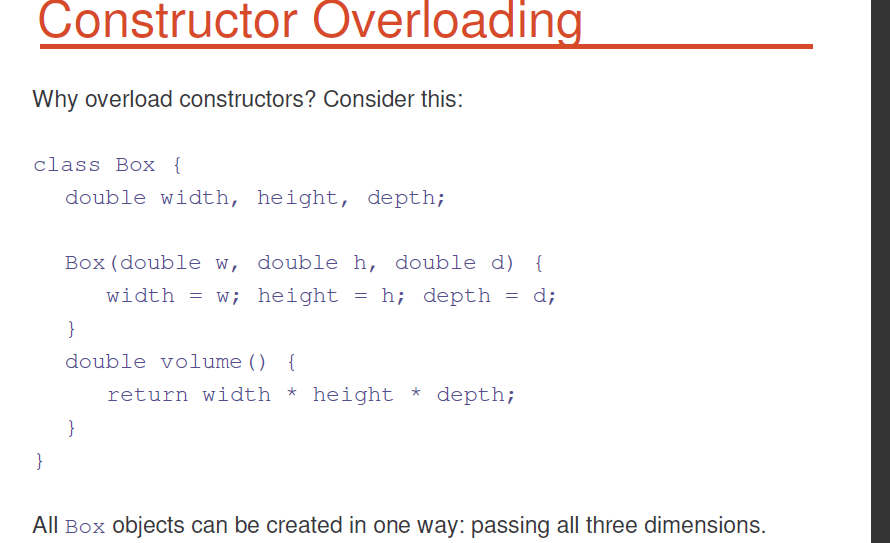 Constructor Overloading
Why overload constructors? Consider this:
class Box {
double width, height, depth;
Box(double w, double h, double d) {
width = w; height = h; depth = d;
}
double volume() {
return width * height * depth;
}
}
All Box objects can be created in one way: passing all three dimensions.